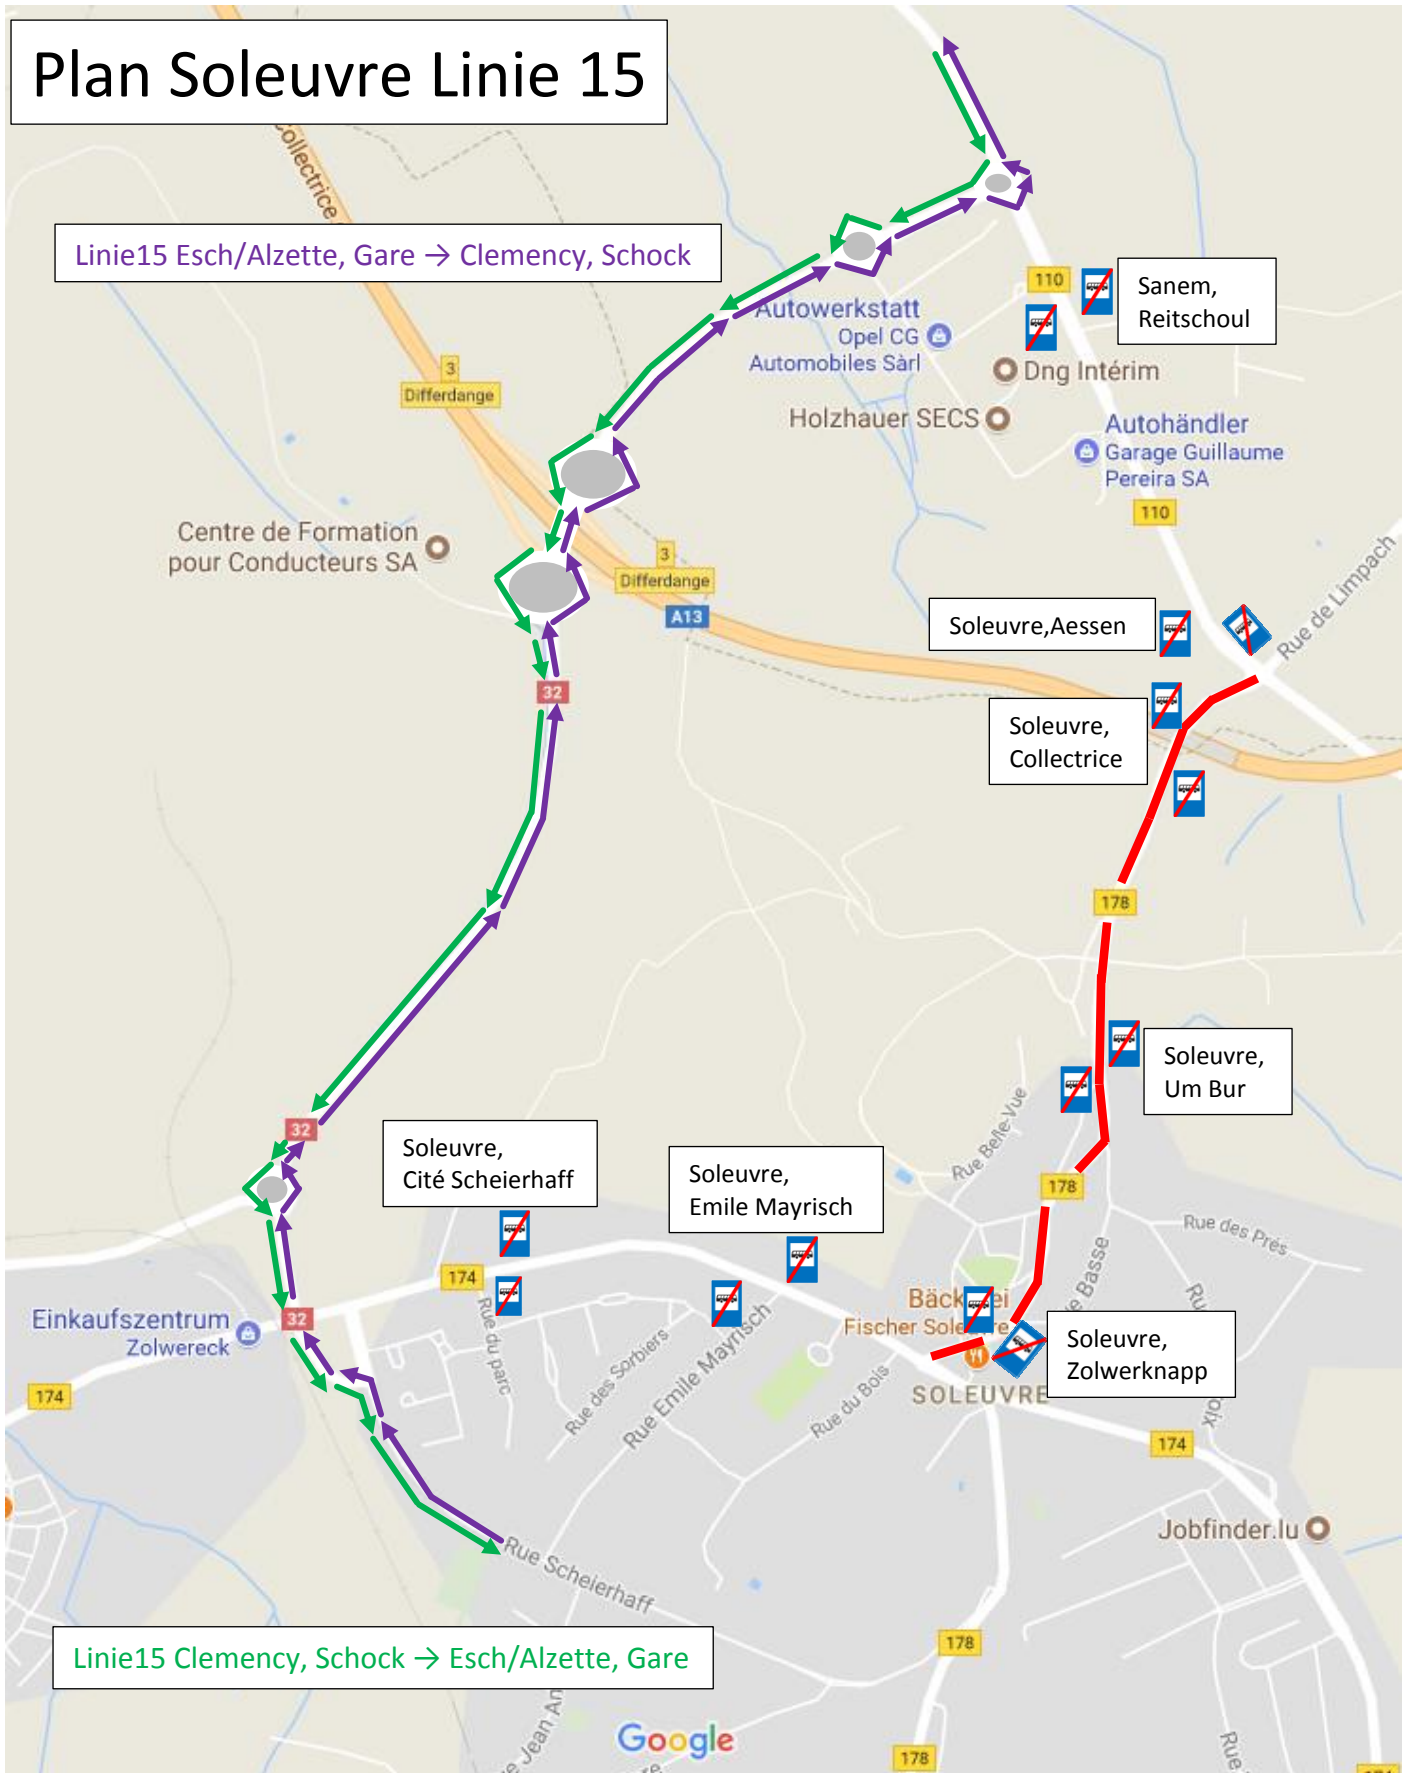 Plan Soleuvre Linie 15
collectrice
Linie15 Esch/Alzette, Gare → Clemency, Schock
110
Sanem,
Reitschoul
Autowerkstatt
Opel CG
Automobiles Sàrl
3
Differdange
Dng Intérim
Holzhauer SECS
Autohändler
Garage Guillaume
Pereira SA
110
Centre de Formation
pour Conducteurs SA
3
Differdange
A13
Rue de Limpach
Soleuvre,Aessen
32
Soleuvre,
Collectrice
178
Soleuvre,
Um Bur
Rue Belle-Vue
32
Soleuvre,
Cité Scheierhaff
Soleuvre,
Emile Mayrisch
178
Rue des Prés
174
Basse
Einkaufszentrum
Zolwereck
32
Rue du parc
Rue des Sorbiers
Rue Emile Mayrisch
Rue du Bois
Fischer
Soleuvre,
Zolwerknapp
SOLEUVRE
174
174
Jobfinder.lu
Rue Scheierhaff
178
Linie15 Clemency, Schock → Esch/Alzette, Gare
Jean
Google
178
Rue